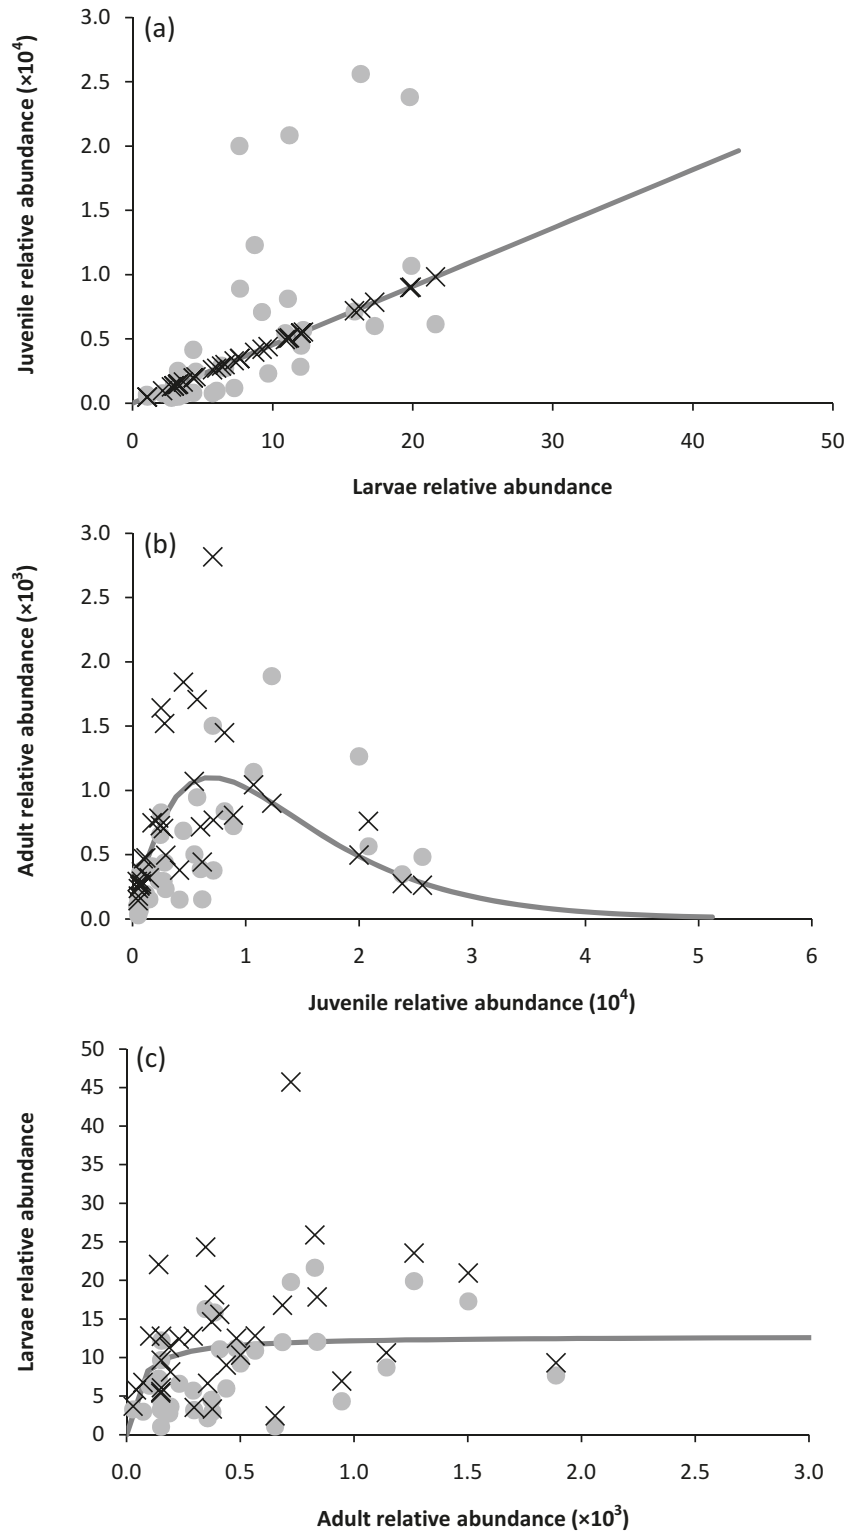 (a)
Juvenile relative abundance (×10⁴)
3.0
2.5
2.0
1.5
1.0
0.5
0.0
0 10 20 30 40 50
Larvae relative abundance
(b)
Adult relative abundance (×10³)
3.0
2.5
2.0
1.5
1.0
0.5
0.0
0 1 2 3 4 5 6
Juvenile relative abundance (10⁴)
(c)
Larvae relative abundance
50
45
40
35
30
25
20
15
10
5
0
0.0 0.5 1.0 1.5 2.0 2.5 3.0
Adult relative abundance (×10³)